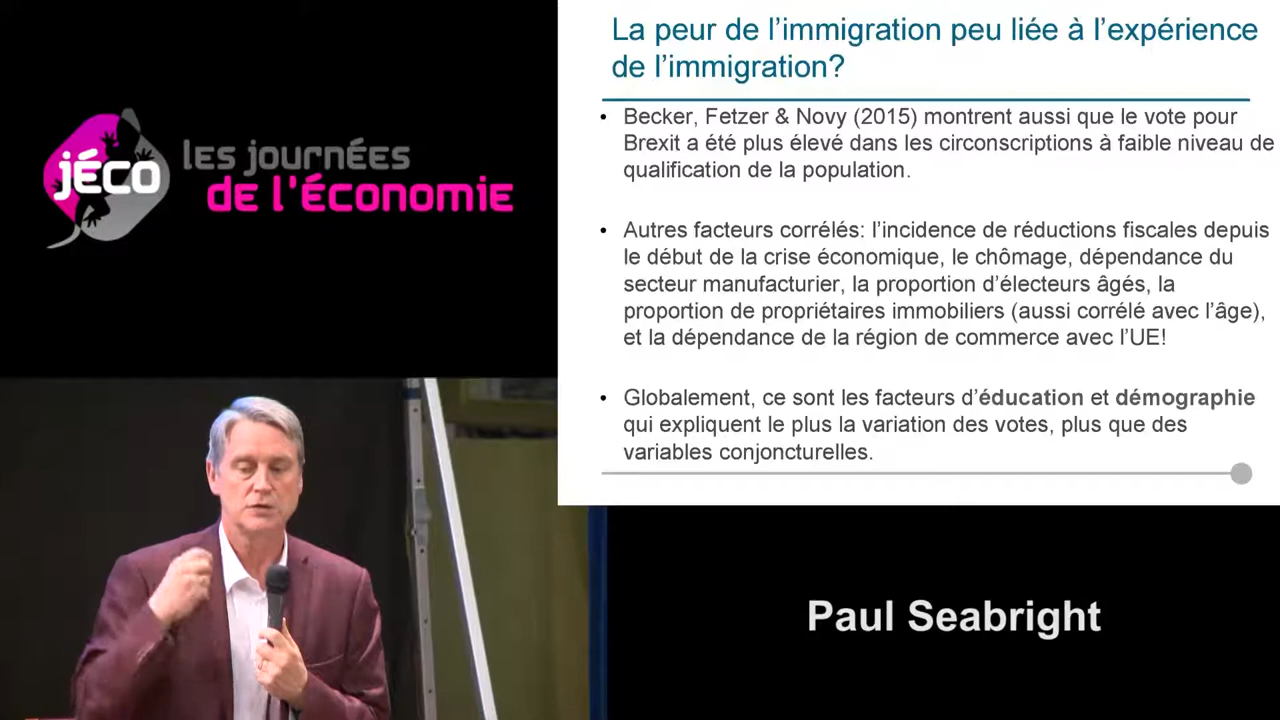 jéco
les journées
de l'économie
La peur de l’immigration peu liée à l’expérience
de l’immigration?
• Becker, Fetzer & Novy (2015) montrent aussi que le vote pour
Brexit a été plus élevé dans les circonscriptions à faible niveau de
qualification de la population.
• Autres facteurs corrélés: l’incidence de réductions fiscales depuis
le début de la crise économique, le chômage, dépendance du
secteur manufacturier, la proportion d’électeurs âgés, la
proportion de propriétaires immobiliers (aussi corrélé avec l’âge),
et la dépendance de la région de commerce avec l’UE!
• Globalement, ce sont les facteurs d’éducation et démographie
qui expliquent le plus la variation des votes, plus que des
variables conjoncturelles.
Paul Seabright